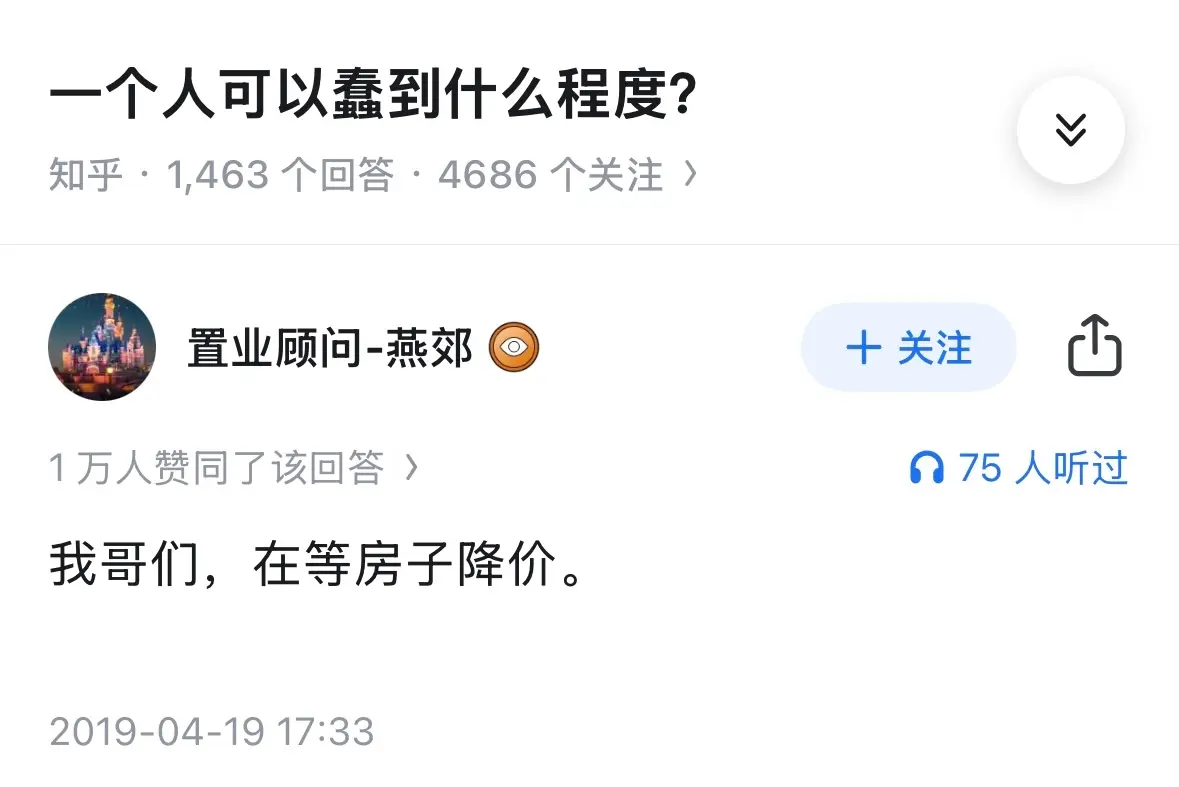 一个人可以蠢到什么程度?
知乎 · 1,463 个回答 · 4686 个关注 >
置业顾问-燕郊
+ 关注
1 万人赞同了该回答 >
75 人听过
我哥们，在等房子降价。
2019-04-19 17:33